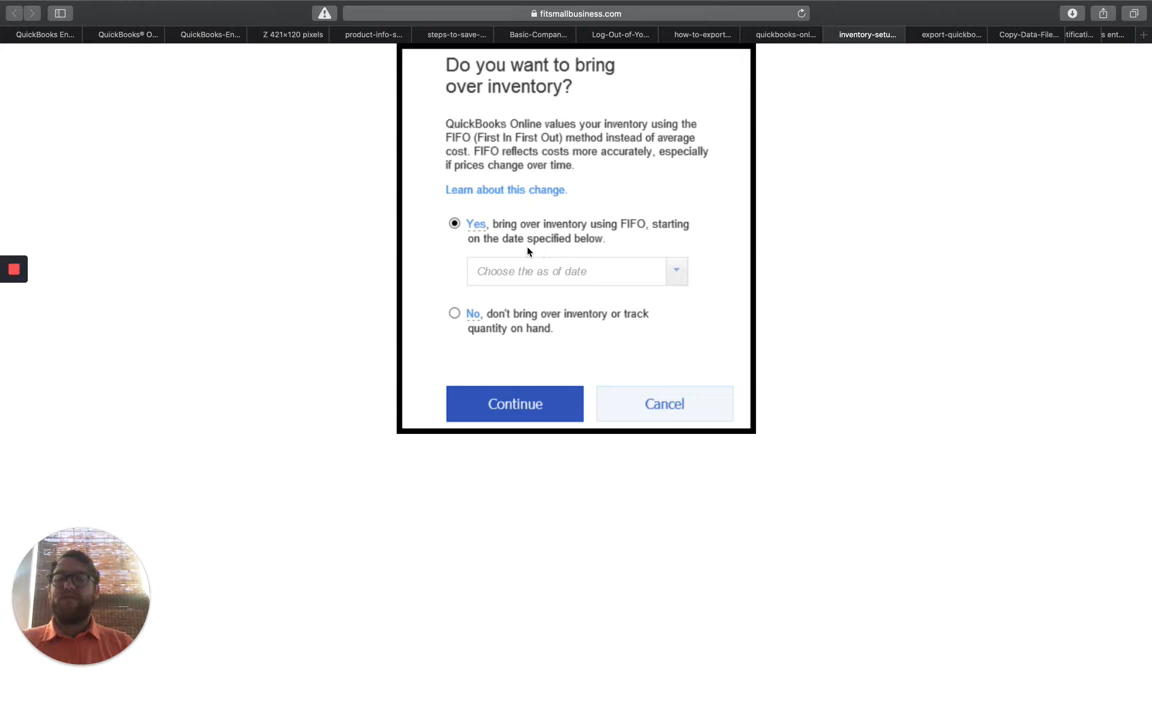 fitsmallbusiness.com
QuickBooks En...
QuickBooks® O...
QuickBooks-En...
Z 421×120 pixels
product-info-s...
steps-to-save-...
Basic-Compan...
Log-Out-of-Yo...
how-to-export...
quickbooks-onl...
inventory-setu...
export-quickbo...
Copy-Data-File...
tificati...
s ent...
Do you want to bring
over inventory?
QuickBooks Online values your inventory using the
FIFO (First In First Out) method instead of average
cost. FIFO reflects costs more accurately, especially
if prices change over time.
Learn about this change.
Yes, bring over inventory using FIFO, starting
on the date specified below.
Choose the as of date
No, don't bring over inventory or track
quantity on hand.
Continue
Cancel